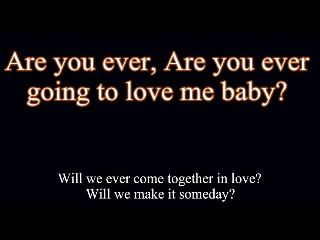 Are you ever, Are you ever
going to love me baby?
Will we ever come together in love?
Will we make it someday?